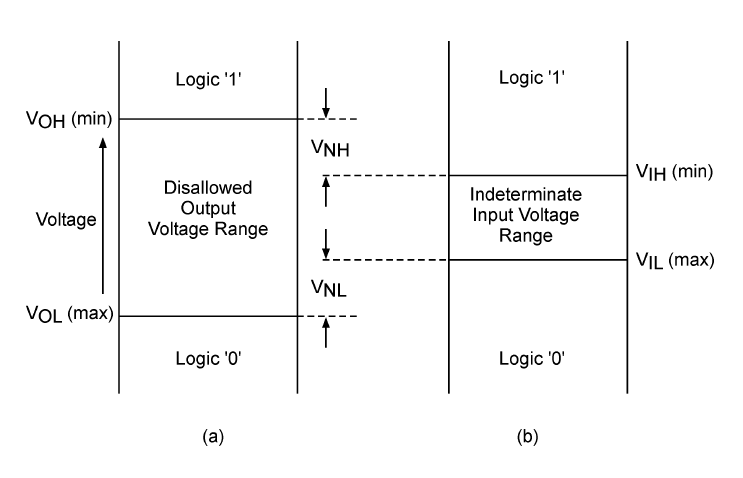 Logic '1'
Logic '1'
VOH (min)
VNH
VIH (min)
Disallowed
Output
Voltage Range
Indeterminate
Input Voltage
Range
Voltage
VIL (max)
VNL
VOL (max)
Logic '0'
Logic '0'
(a)
(b)